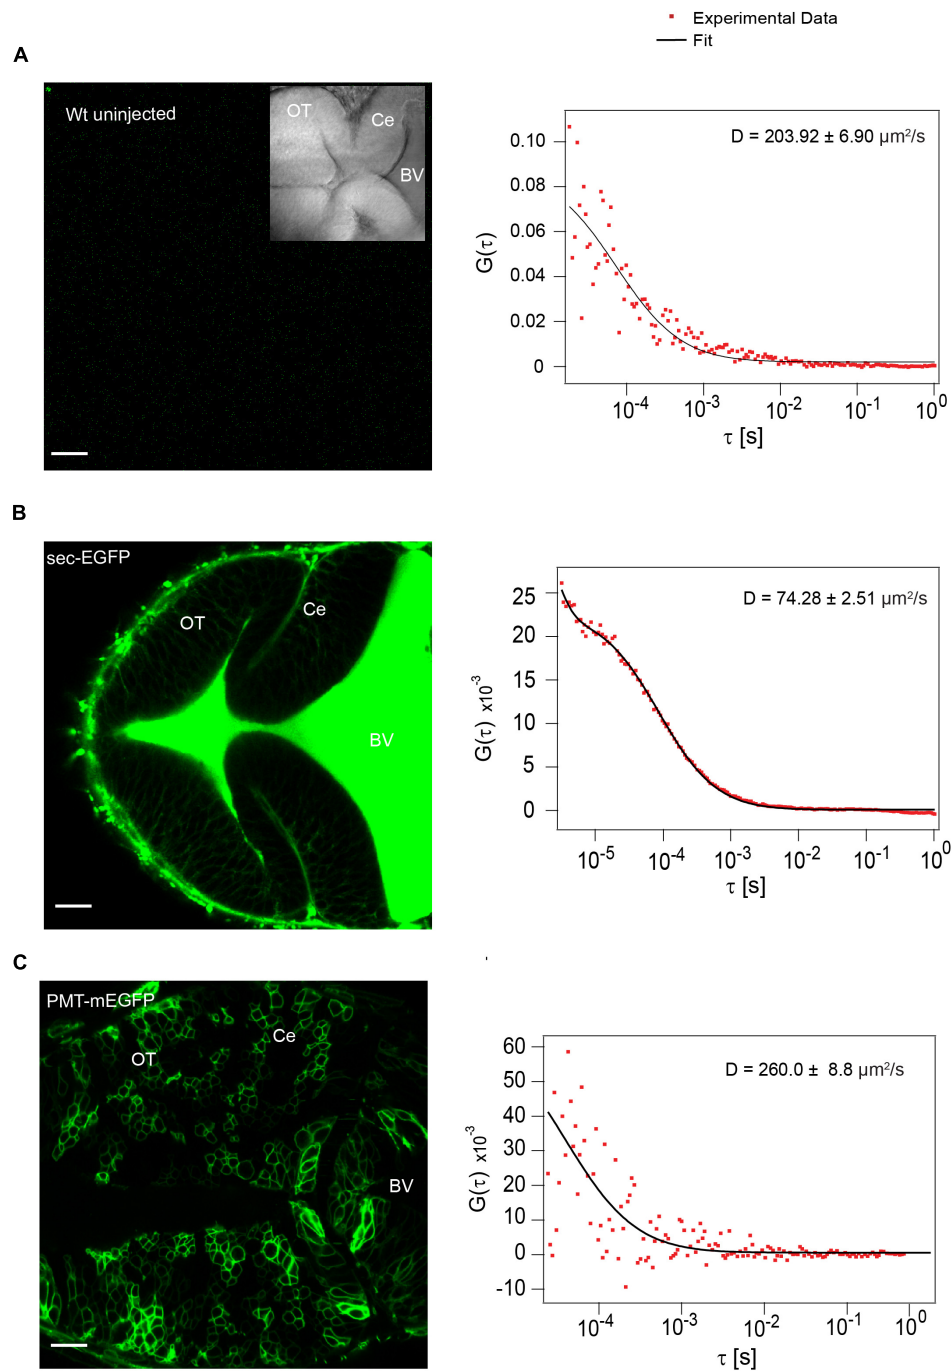 Experimental Data
Fit
A
Wt uninjected
OT
Ce
BV
D = 203.92 ± 6.90 µm²/s
0.10
0.08
0.06
0.04
0.02
0
G(τ)
10⁻⁴ 10⁻³ 10⁻² 10⁻¹ 10⁰
τ [s]
B
sec-EGFP
OT
Ce
BV
D = 74.28 ± 2.51 µm²/s
25
20
15
10
5
0
G(τ) x10⁻³
10⁻⁵ 10⁻⁴ 10⁻³ 10⁻² 10⁻¹ 10⁰
τ [s]
C
PMT-mEGFP
OT
Ce
BV
D = 260.0 ± 8.8 µm²/s
60
50
40
30
20
10
0
-10
G(τ) x10⁻³
10⁻⁴ 10⁻³ 10⁻² 10⁻¹ 10⁰
τ [s]